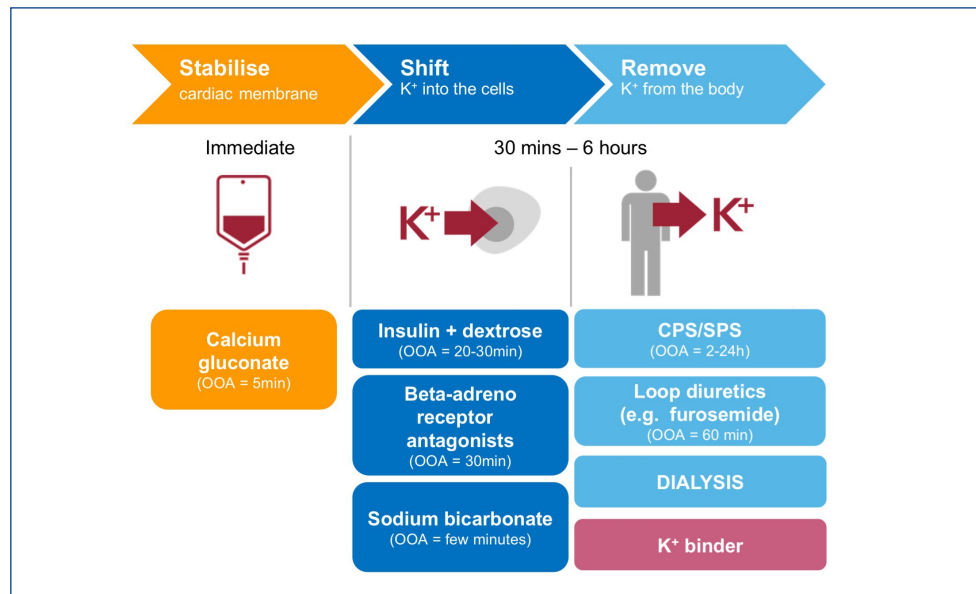 Stabilise
cardiac membrane
Shift
K⁺ into the cells
Remove
K⁺ from the body
Immediate
30 mins – 6 hours
K⁺
K⁺
Calcium
gluconate
(OOA = 5min)
Insulin + dextrose
(OOA = 20-30min)
Beta-adreno
receptor
antagonists
(OOA = 30min)
Sodium bicarbonate
(OOA = few minutes)
CPS/SPS
(OOA = 2-24h)
Loop diuretics
(e.g. furosemide)
(OOA = 60 min)
DIALYSIS
K⁺ binder